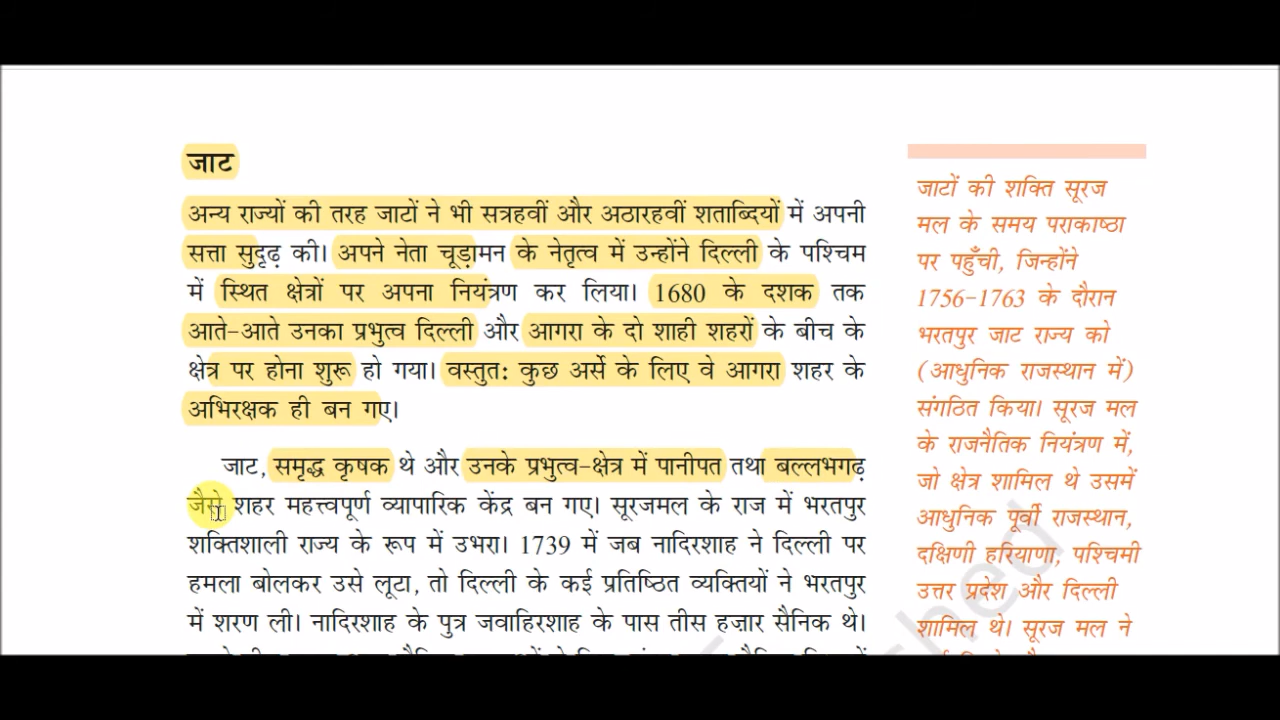 जाट
अन्य राज्यों की तरह जाटों ने भी सत्रहवीं और अठारहवीं शताब्दियों में अपनी
सत्ता सुदृढ़ की। अपने नेता चूड़ामन के नेतृत्व में उन्होंने दिल्ली के पश्चिम
में स्थित क्षेत्रों पर अपना नियंत्रण कर लिया। 1680 के दशक तक
आते-आते उनका प्रभुत्व दिल्ली और आगरा के दो शाही शहरों के बीच के
क्षेत्र पर होना शुरू हो गया। वस्तुत: कुछ अर्से के लिए वे आगरा शहर के
अभिरक्षक ही बन गए।
जाट, समृद्ध कृषक थे और उनके प्रभुत्व-क्षेत्र में पानीपत तथा बल्लभगढ़
जैसे शहर महत्त्वपूर्ण व्यापारिक केंद्र बन गए। सूरजमल के राज में भरतपुर
शक्तिशाली राज्य के रूप में उभरा। 1739 में जब नादिरशाह ने दिल्ली पर
हमला बोलकर उसे लूटा, तो दिल्ली के कई प्रतिष्ठित व्यक्तियों ने भरतपुर
में शरण ली। नादिरशाह के पुत्र जवाहिरशाह के पास तीस हज़ार सैनिक थे।
जाटों की शक्ति सूरज
मल के समय पराकाष्ठा
पर पहुँची, जिन्होंने
1756-1763 के दौरान
भरतपुर जाट राज्य को
(आधुनिक राजस्थान में)
संगठित किया। सूरज मल
के राजनैतिक नियंत्रण में,
जो क्षेत्र शामिल थे उसमें
आधुनिक पूर्वी राजस्थान,
दक्षिणी हरियाणा, पश्चिमी
उत्तर प्रदेश और दिल्ली
शामिल थे। सूरज मल ने